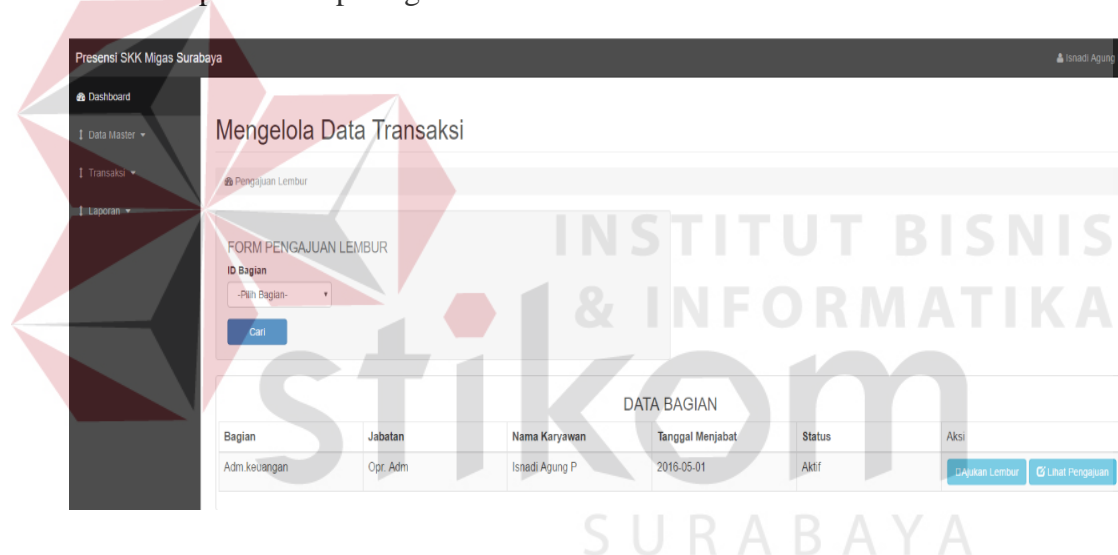 Presensi SKK Migas Surabaya
Isnadi Agung
Dashboard
Data Master
Transaksi
Laporan
Mengelola Data Transaksi
Pengajuan Lembur
FORM PENGAJUAN LEMBUR
ID Bagian
-Pilih Bagian-
Cari
DATA BAGIAN
Bagian Jabatan Nama Karyawan Tanggal Menjabat Status Aksi
Adm.keuangan Opr. Adm Isnadi Agung P 2016-05-01 Aktif Ajukan Lembur Lihat Pengajuan
INSTITUT BISNIS
& INFORMATIKA
stikom
SURABAYA